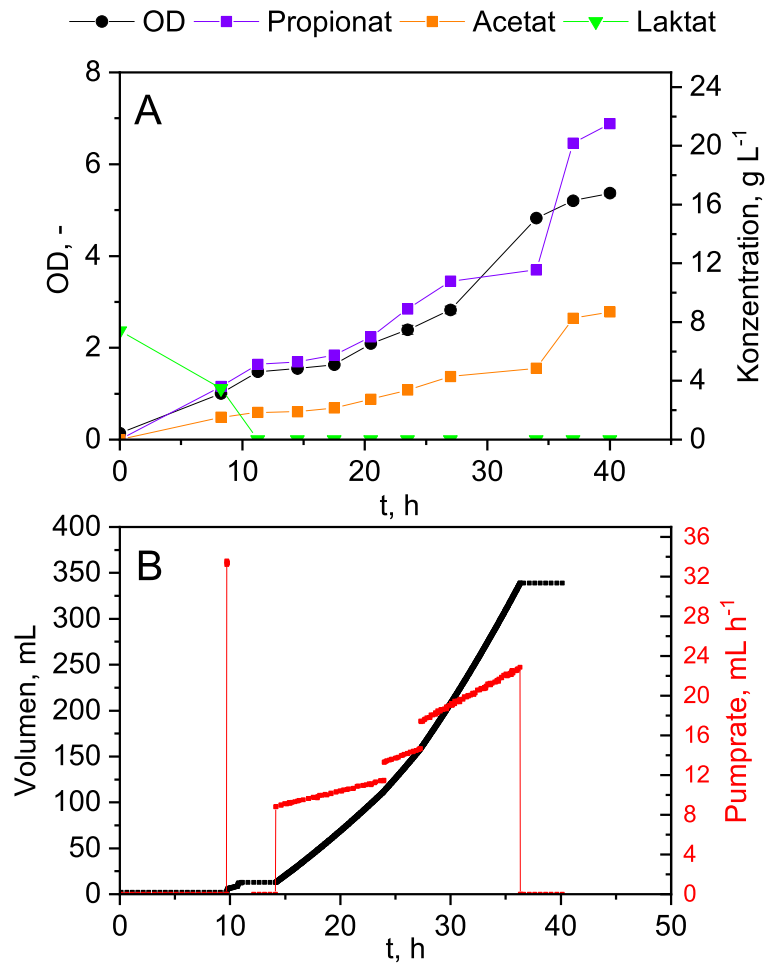 OD Propionat Acetat Laktat
A
8
6
4
2
0
OD, -
24
20
16
12
8
4
0
Konzentration, g L⁻¹
0 10 20 30 40
t, h
B
400
350
300
250
200
150
100
50
0
Volumen, mL
36
32
28
24
20
16
12
8
4
0
Pumprate, mL h⁻¹
0 10 20 30 40 50
t, h